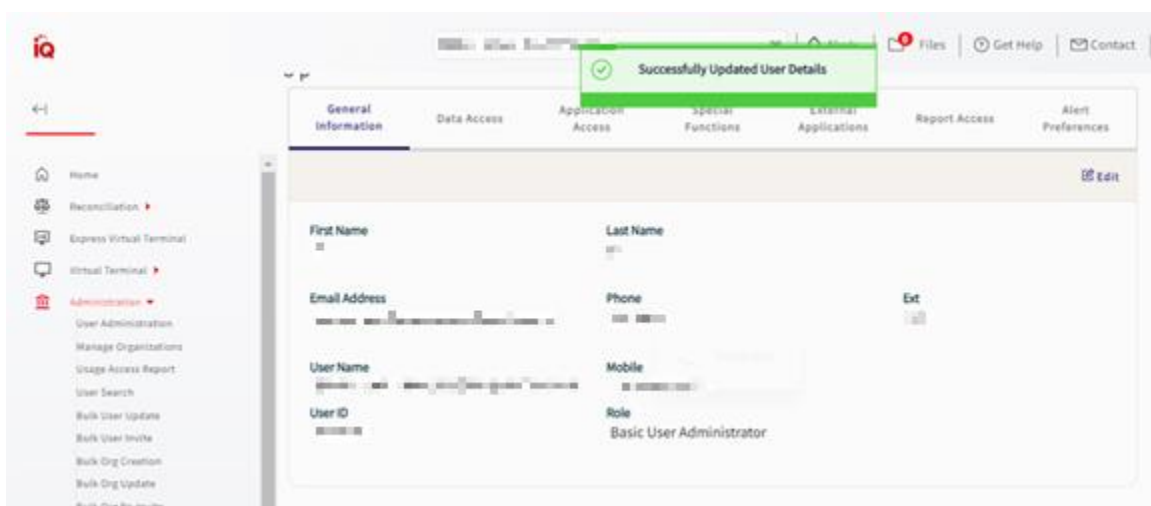 iQ
Files
Get Help
Contact
Successfully Updated User Details
General Information
Data Access
Application Access
Special Functions
External Applications
Report Access
Alert Preferences
Edit
Home
Reconciliation
Express Virtual Terminal
Virtual Terminal
Administration
User Administration
Manage Organizations
Usage Access Report
User Search
Bulk User Update
Bulk User Invite
Bulk Org Creation
Bulk Org Update
First Name
Last Name
Email Address
Phone
Ext
User Name
Mobile
User ID
Role
Basic User Administrator